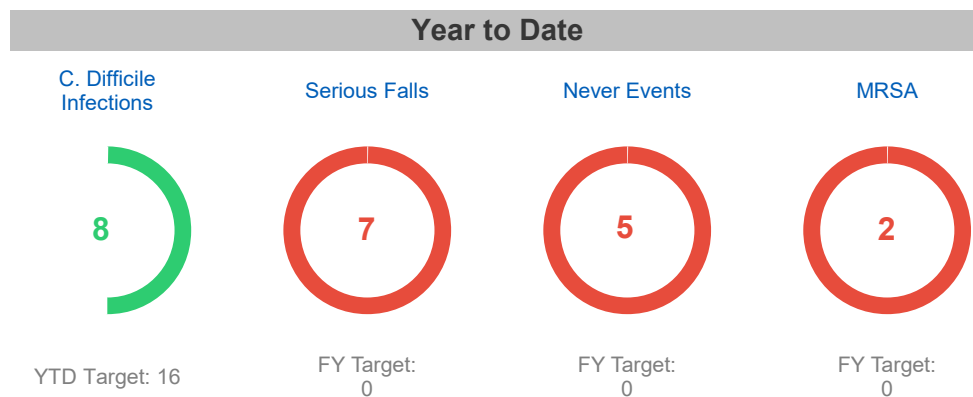 Year to Date
C. Difficile
Infections
Serious Falls
Never Events
MRSA
8
7
5
2
YTD Target: 16
FY Target:
0
FY Target:
0
FY Target:
0